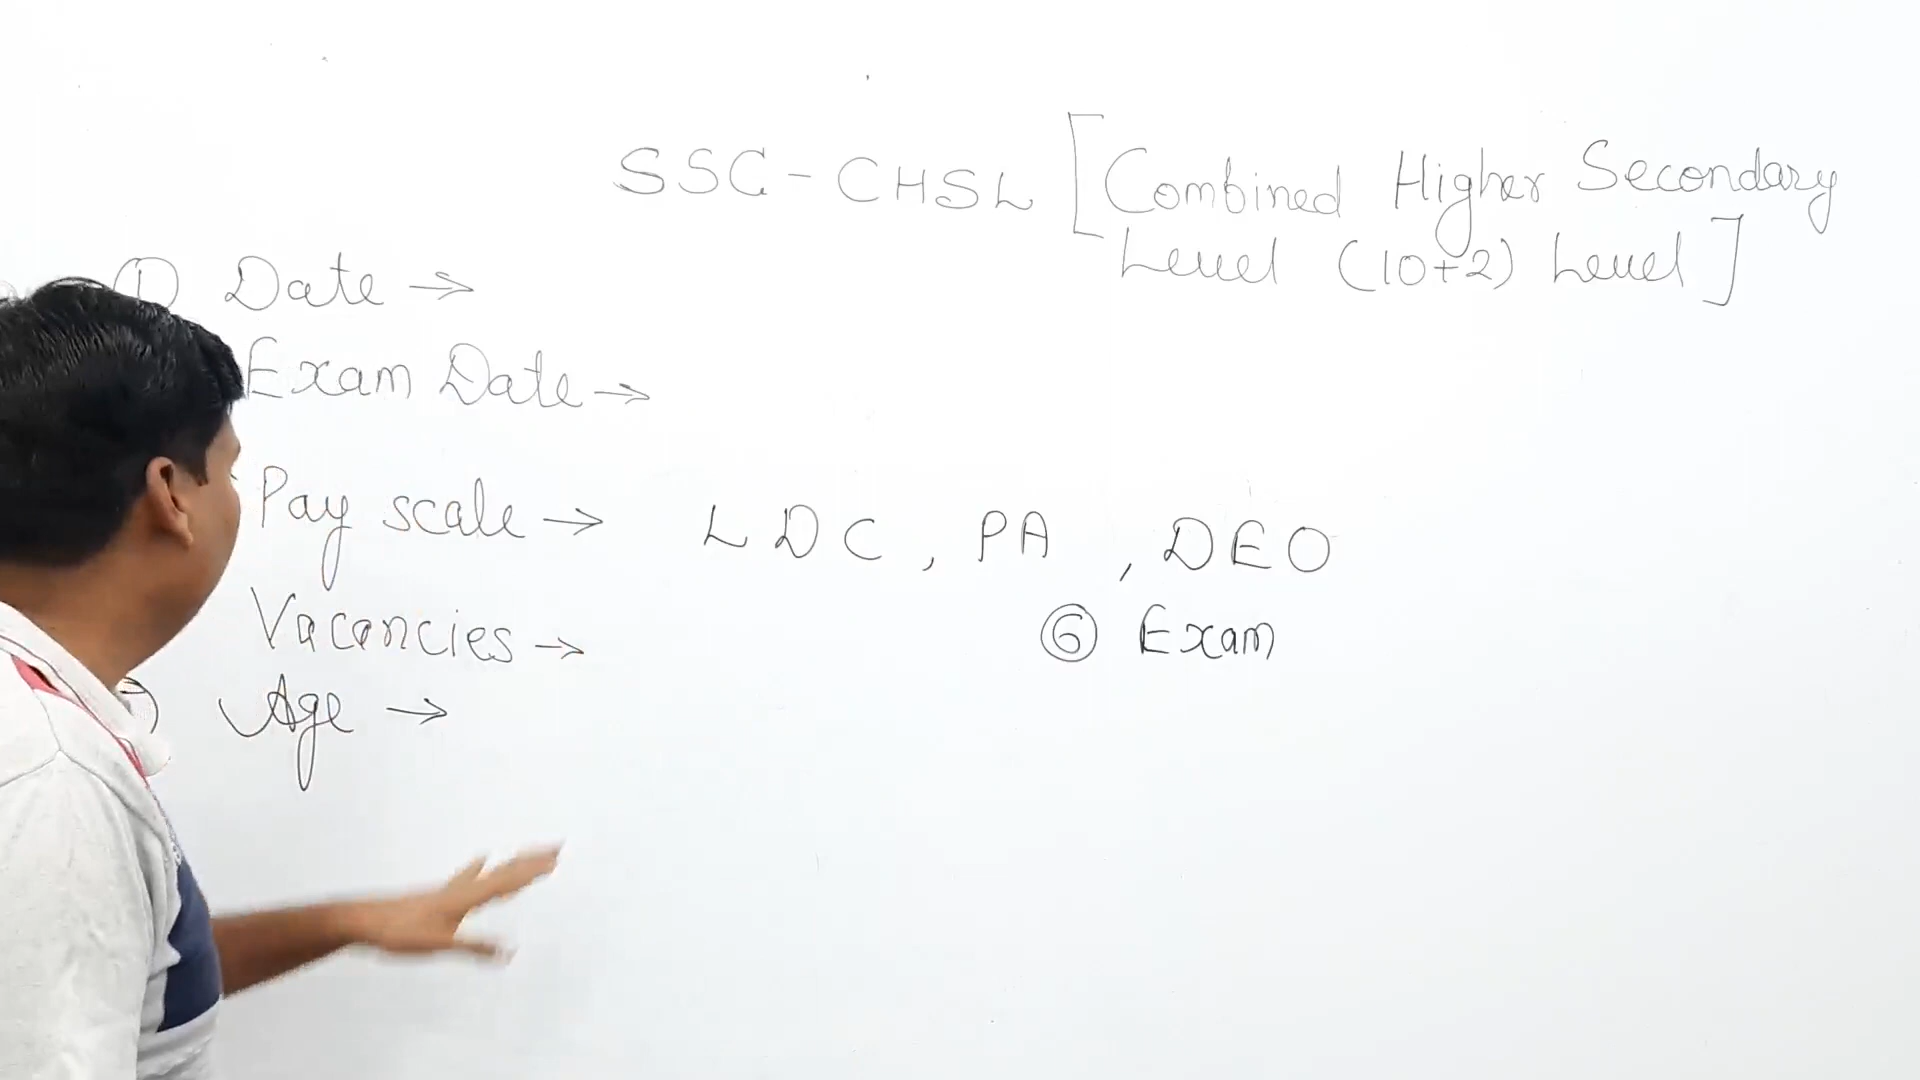 SSC - CHSL [Combined Higher Secondary
Level (10+2) Level]
① Date →
Exam Date →
Pay scale → LDC, PA, DEO
Vacancies →
⑥ Exam
Age →